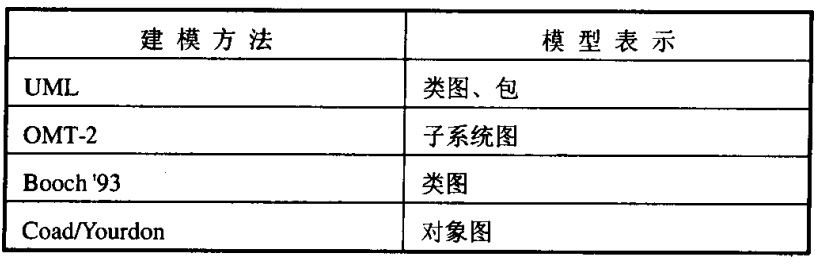 建模方法 模型表示
UML 类图、包
OMT-2 子系统图
Booch '93 类图
Coad/Yourdon 对象图